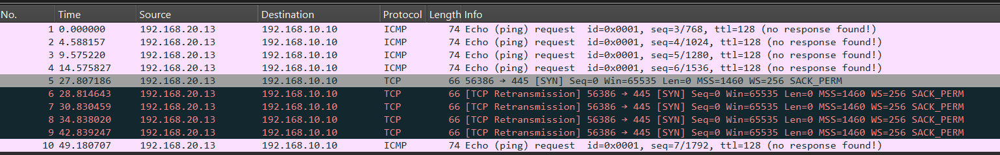 No. Time Source Destination Protocol Length Info
1 0.000000 192.168.20.13 192.168.10.10 ICMP 74 Echo (ping) request id=0x0001, seq=3/768, ttl=128 (no response found!)
2 4.588157 192.168.20.13 192.168.10.10 ICMP 74 Echo (ping) request id=0x0001, seq=4/1024, ttl=128 (no response found!)
3 9.575220 192.168.20.13 192.168.10.10 ICMP 74 Echo (ping) request id=0x0001, seq=5/1280, ttl=128 (no response found!)
4 14.575827 192.168.20.13 192.168.10.10 ICMP 74 Echo (ping) request id=0x0001, seq=6/1536, ttl=128 (no response found!)
5 27.807186 192.168.20.13 192.168.10.10 TCP 66 56386 → 445 [SYN] Seq=0 Win=65535 Len=0 MSS=1460 WS=256 SACK_PERM
6 28.814643 192.168.20.13 192.168.10.10 TCP 66 [TCP Retransmission] 56386 → 445 [SYN] Seq=0 Win=65535 Len=0 MSS=1460 WS=256 SACK_PERM
7 30.830459 192.168.20.13 192.168.10.10 TCP 66 [TCP Retransmission] 56386 → 445 [SYN] Seq=0 Win=65535 Len=0 MSS=1460 WS=256 SACK_PERM
8 34.838020 192.168.20.13 192.168.10.10 TCP 66 [TCP Retransmission] 56386 → 445 [SYN] Seq=0 Win=65535 Len=0 MSS=1460 WS=256 SACK_PERM
9 42.839247 192.168.20.13 192.168.10.10 TCP 66 [TCP Retransmission] 56386 → 445 [SYN] Seq=0 Win=65535 Len=0 MSS=1460 WS=256 SACK_PERM
10 49.180707 192.168.20.13 192.168.10.10 ICMP 74 Echo (ping) request id=0x0001, seq=7/1792, ttl=128 (no response found!)